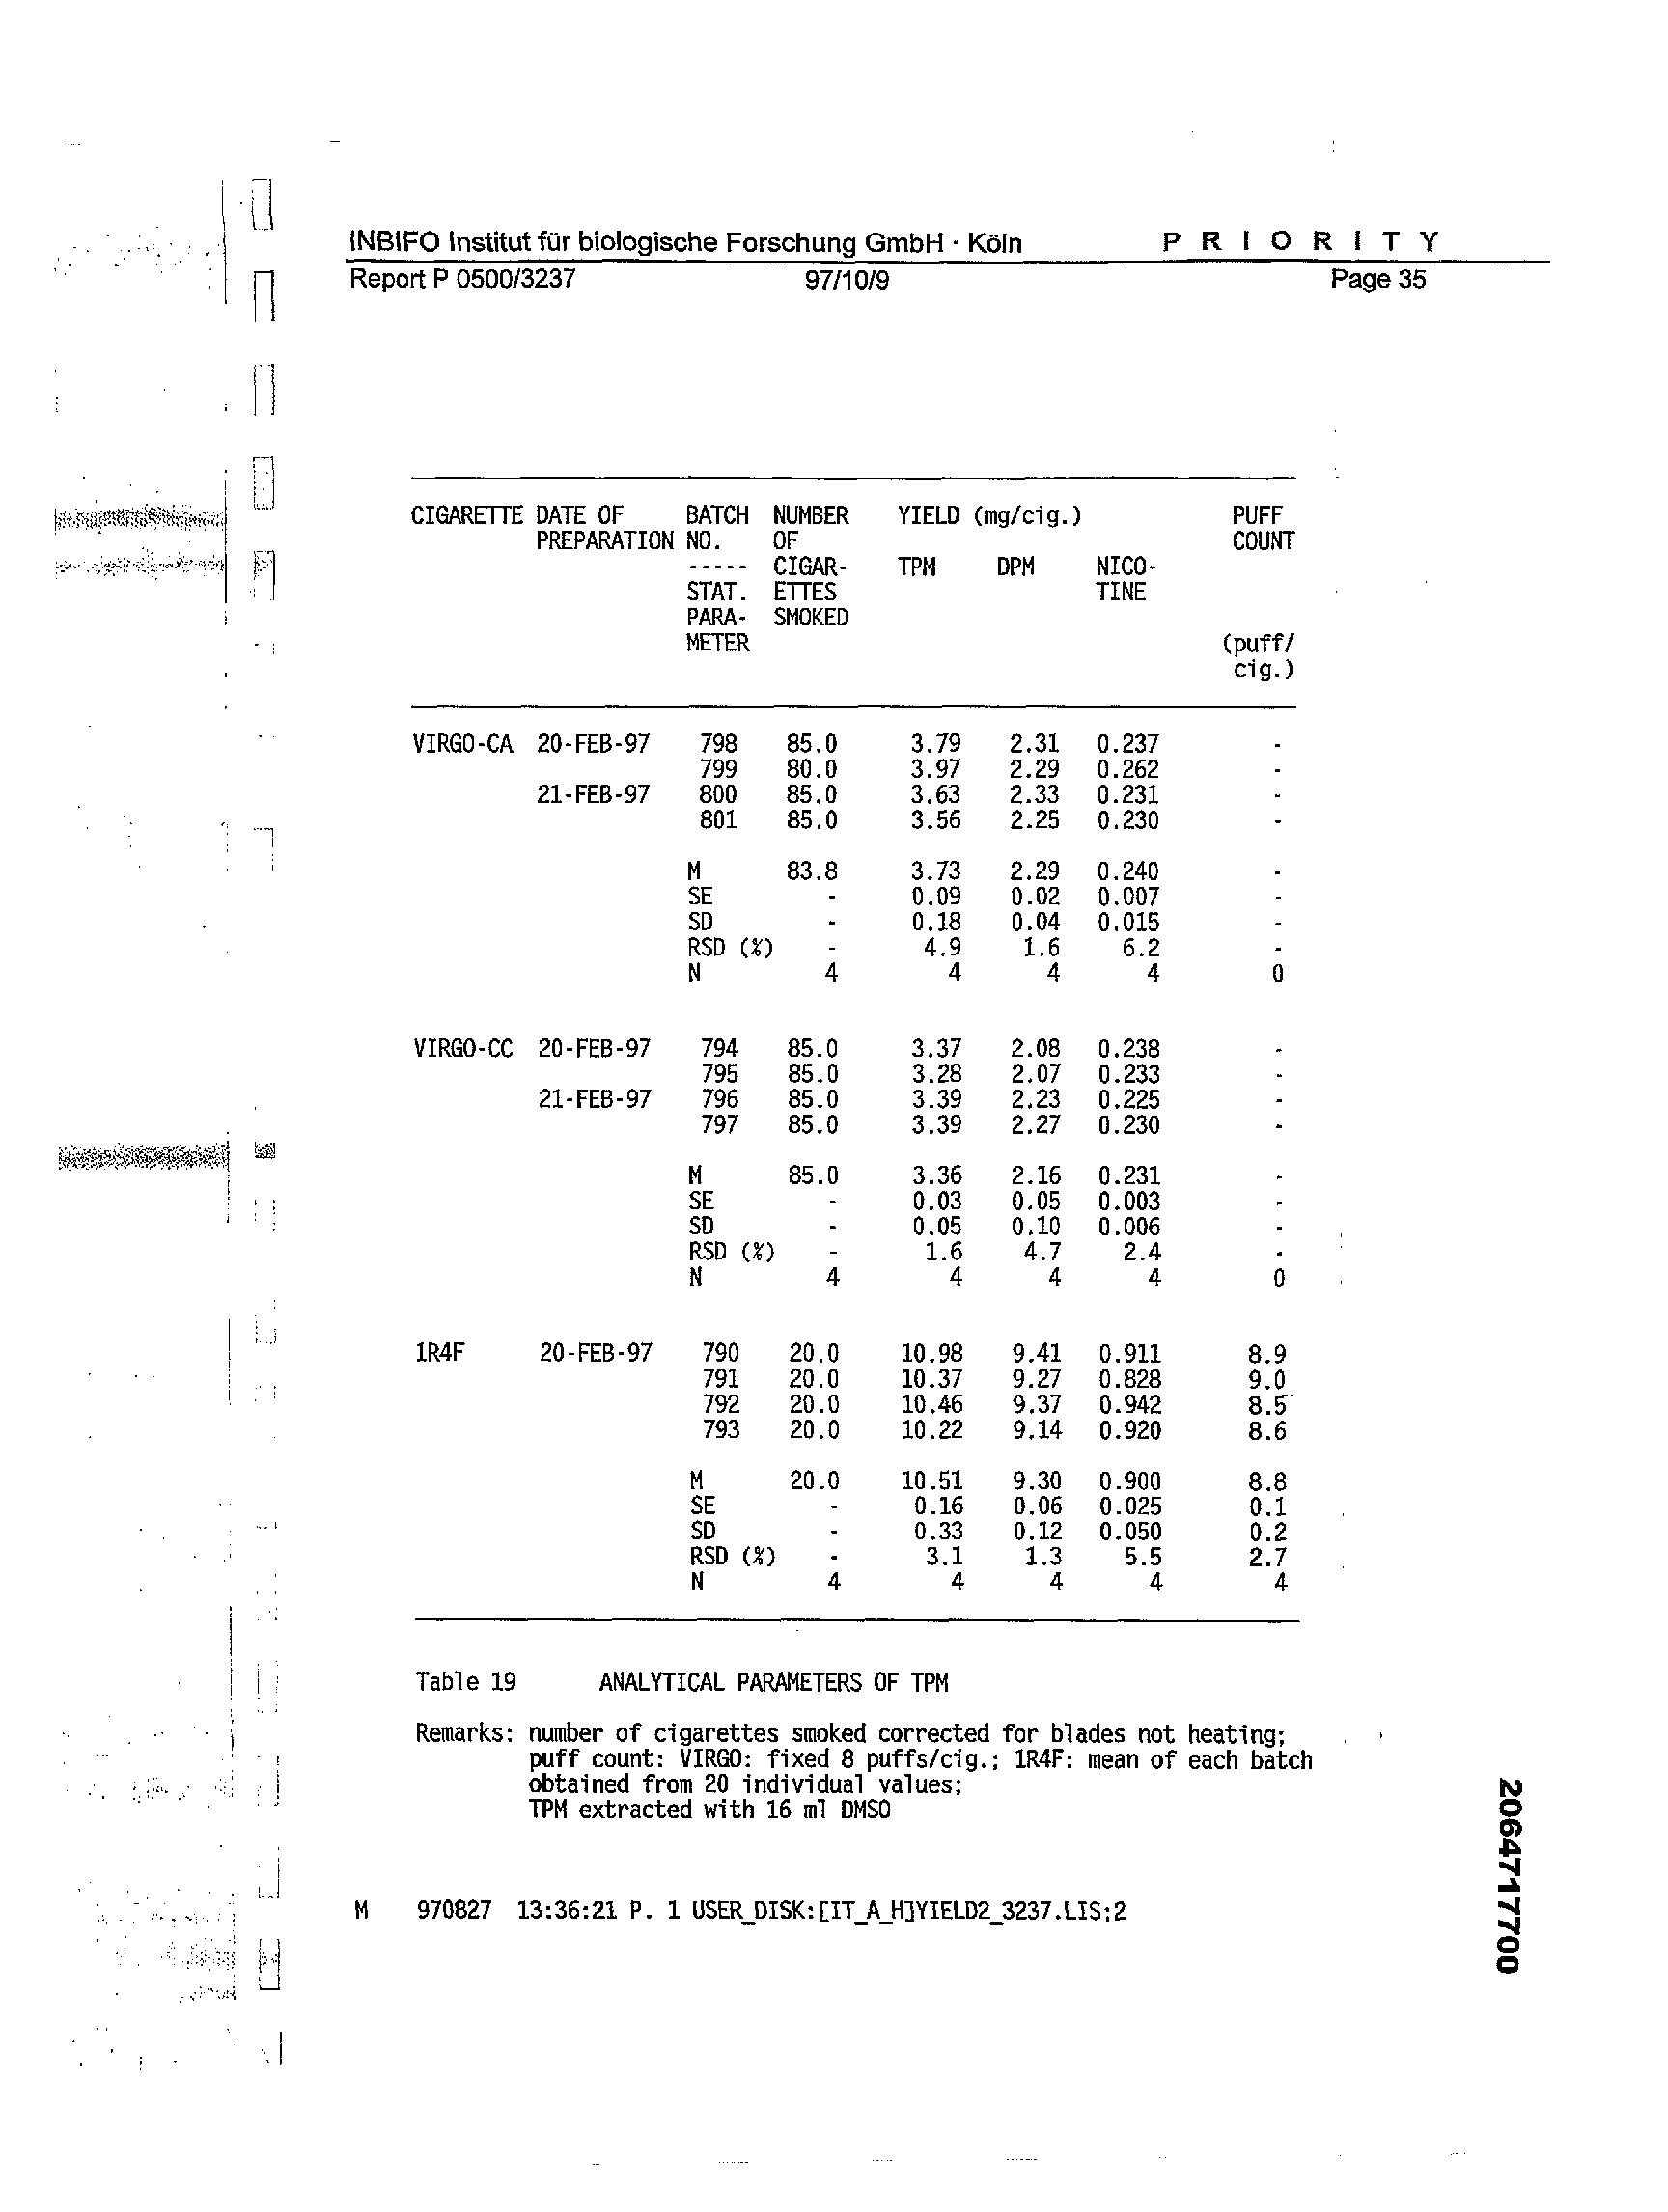 INBIFO Institut für biologische Forschung GmbH · Köln P R I O R I T Y
Report P 0500/3237 97/10/9 Page 35
CIGARETTE DATE OF BATCH NUMBER YIELD (mg/cig.) PUFF
PREPARATION NO. OF COUNT
----- CIGAR- TPM DPM NICO-
STAT. ETTES TINE
PARA- SMOKED
METER (puff/
cig.)
VIRGO-CA 20-FEB-97 798 85.0 3.79 2.31 0.237 -
799 80.0 3.97 2.29 0.262 -
21-FEB-97 800 85.0 3.63 2.33 0.231 -
801 85.0 3.56 2.25 0.230 -
M 83.8 3.73 2.29 0.240 -
SE - 0.09 0.02 0.007 -
SD - 0.18 0.04 0.015 -
RSD (%) - 4.9 1.6 6.2 -
N 4 4 4 4 0
VIRGO-CC 20-FEB-97 794 85.0 3.37 2.08 0.238 -
795 85.0 3.28 2.07 0.233 -
21-FEB-97 796 85.0 3.39 2.23 0.225 -
797 85.0 3.39 2.27 0.230 -
M 85.0 3.36 2.16 0.231 -
SE - 0.03 0.05 0.003 -
SD - 0.05 0.10 0.006 -
RSD (%) - 1.6 4.7 2.4 -
N 4 4 4 4 0
1R4F 20-FEB-97 790 20.0 10.98 9.41 0.911 8.9
791 20.0 10.37 9.27 0.828 9.0
792 20.0 10.46 9.37 0.942 8.5
793 20.0 10.22 9.14 0.920 8.6
M 20.0 10.51 9.30 0.900 8.8
SE - 0.16 0.06 0.025 0.1
SD - 0.33 0.12 0.050 0.2
RSD (%) - 3.1 1.3 5.5 2.7
N 4 4 4 4 4
Table 19 ANALYTICAL PARAMETERS OF TPM
Remarks: number of cigarettes smoked corrected for blades not heating;
puff count: VIRGO: fixed 8 puffs/cig.; 1R4F: mean of each batch
obtained from 20 individual values;
TPM extracted with 16 ml DMSO
M 970827 13:36:21 P. 1 USER_DISK:[IT_A_H]YIELD2_3237.LIS;2
2064717700